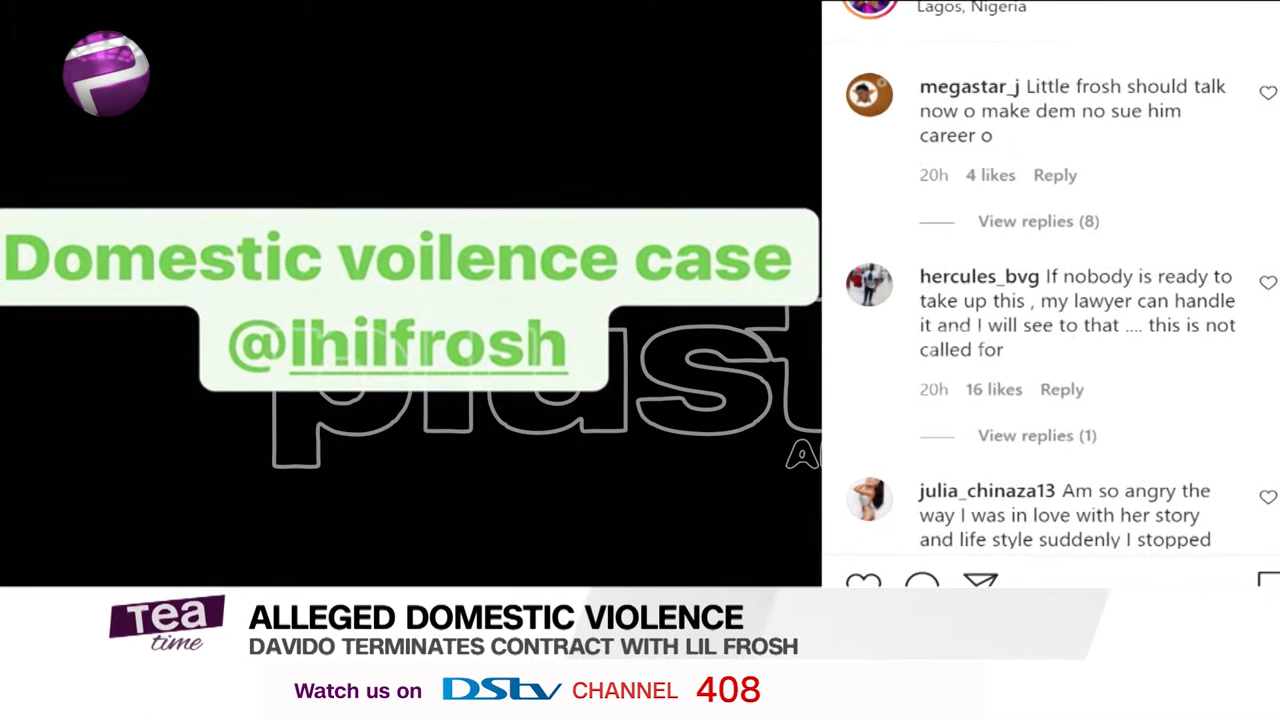 Lagos, Nigeria
megastar_j Little frosh should talk
now o make dem no sue him
career o
20h 4 likes Reply
View replies (8)
hercules_bvg If nobody is ready to
take up this , my lawyer can handle
it and I will see to that .... this is not
called for
20h 16 likes Reply
View replies (1)
julia_chinaza13 Am so angry the
way I was in love with her story
and life style suddenly I stopped
Domestic voilence case
@lhilfrosh
Tea
time
ALLEGED DOMESTIC VIOLENCE
DAVIDO TERMINATES CONTRACT WITH LIL FROSH
Watch us on DStv CHANNEL 408